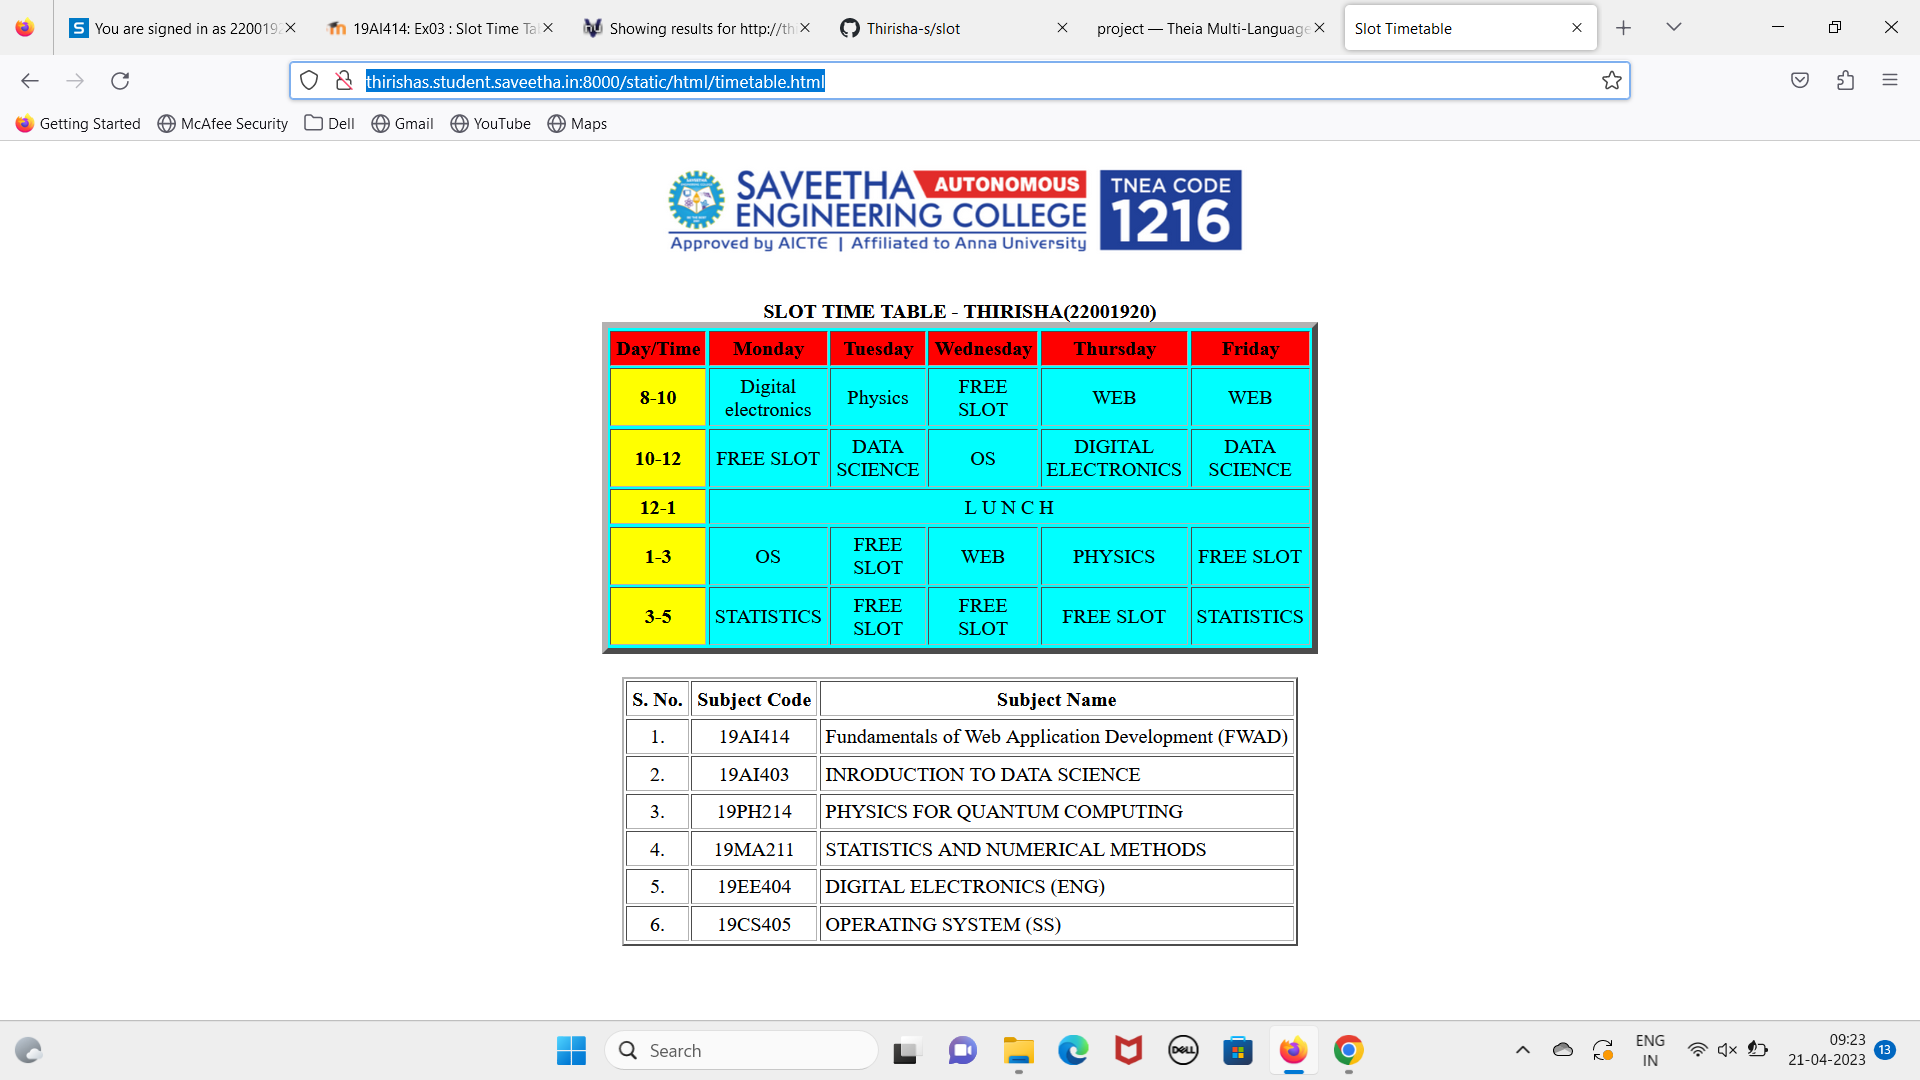 You are signed in as 220019
19AI414: Ex03 : Slot Time Ta
Showing results for http://th
Thirisha-s/slot
project — Theia Multi-Language
Slot Timetable
thirishas.student.saveetha.in:8000/static/html/timetable.html
Getting Started
McAfee Security
Dell
Gmail
YouTube
Maps
SAVEETHA AUTONOMOUS
ENGINEERING COLLEGE
Approved by AICTE | Affiliated to Anna University
TNEA CODE
1216
SLOT TIME TABLE - THIRISHA(22001920)
Day/Time Monday Tuesday Wednesday Thursday Friday
8-10 Digital electronics Physics FREE SLOT WEB WEB
10-12 FREE SLOT DATA SCIENCE OS DIGITAL ELECTRONICS DATA SCIENCE
12-1 L U N C H
1-3 OS FREE SLOT WEB PHYSICS FREE SLOT
3-5 STATISTICS FREE SLOT FREE SLOT FREE SLOT STATISTICS
S. No. Subject Code Subject Name
1. 19AI414 Fundamentals of Web Application Development (FWAD)
2. 19AI403 INRODUCTION TO DATA SCIENCE
3. 19PH214 PHYSICS FOR QUANTUM COMPUTING
4. 19MA211 STATISTICS AND NUMERICAL METHODS
5. 19EE404 DIGITAL ELECTRONICS (ENG)
6. 19CS405 OPERATING SYSTEM (SS)
Search
DELL
ENG
IN
09:23
21-04-2023
13